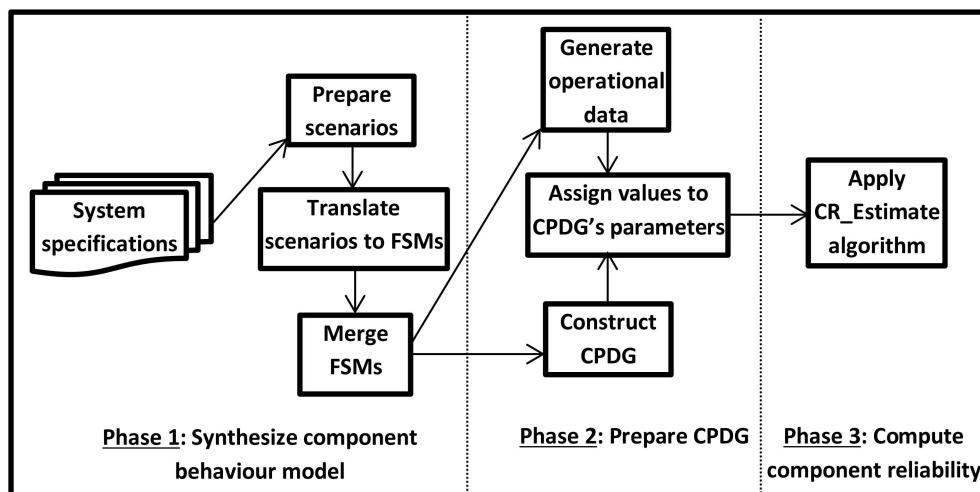 System
specifications
Prepare
scenarios
Translate
scenarios to FSMs
Merge
FSMs
Phase 1: Synthesize component
behaviour model
Generate
operational
data
Assign values to
CPDG's parameters
Construct
CPDG
Phase 2: Prepare CPDG
Apply
CR_Estimate
algorithm
Phase 3: Compute
component reliability